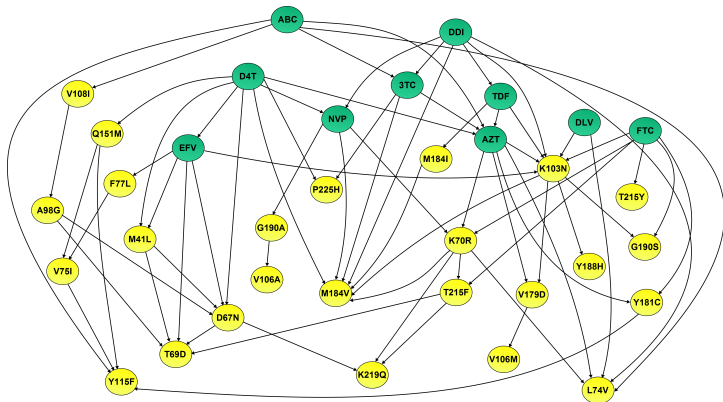 ABC
DDI
D4T
3TC
V108I
TDF
NVP
DLV
FTC
Q151M
AZT
EFV
M184I
K103N
F77L
P225H
T215Y
A98G
G190A
M41L
K70R
G190S
V75I
Y188H
V106A
M184V
T215F
V179D
Y181C
D67N
T69D
V106M
K219Q
Y115F
L74V